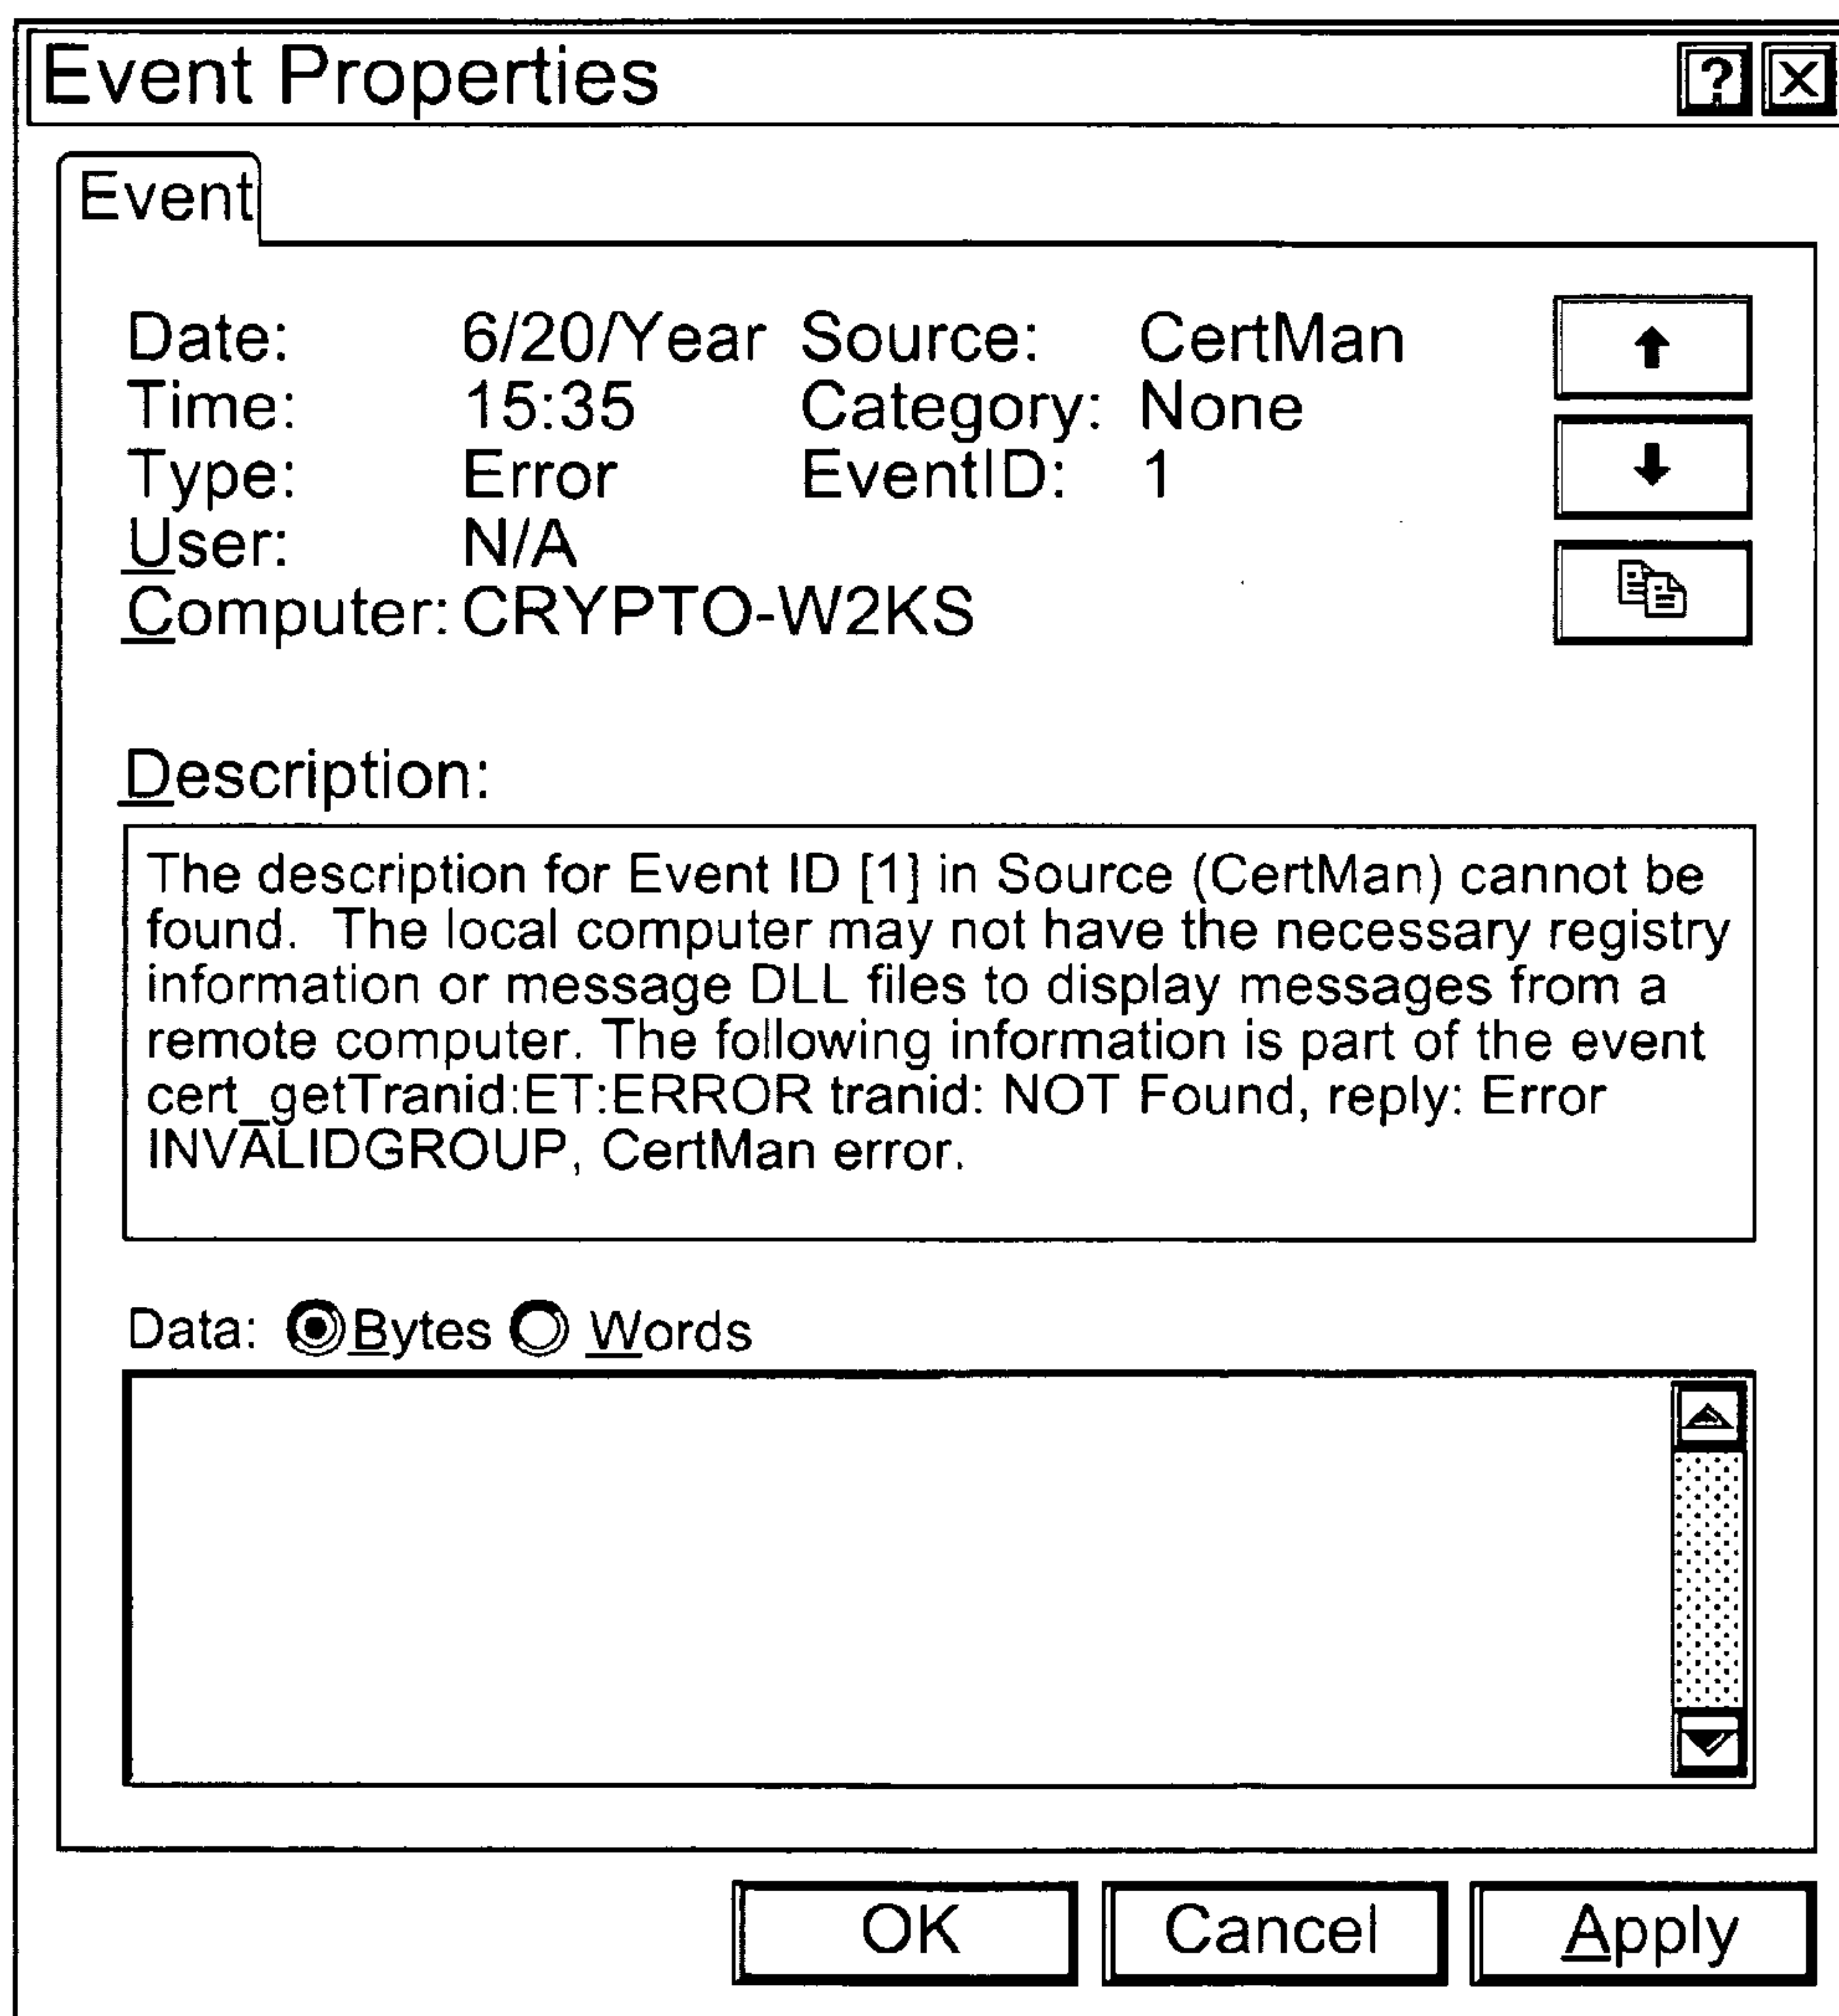 Event Properties ? X
Event
Date: 6/20/Year Source: CertMan
Time: 15:35 Category: None
Type: Error EventID: 1
User: N/A
Computer: CRYPTO-W2KS
Description:
The description for Event ID [1] in Source (CertMan) cannot be
found. The local computer may not have the necessary registry
information or message DLL files to display messages from a
remote computer. The following information is part of the event
cert_getTranid:ET:ERROR tranid: NOT Found, reply: Error
INVALIDGROUP, CertMan error.
Data: Bytes Words
OK Cancel Apply